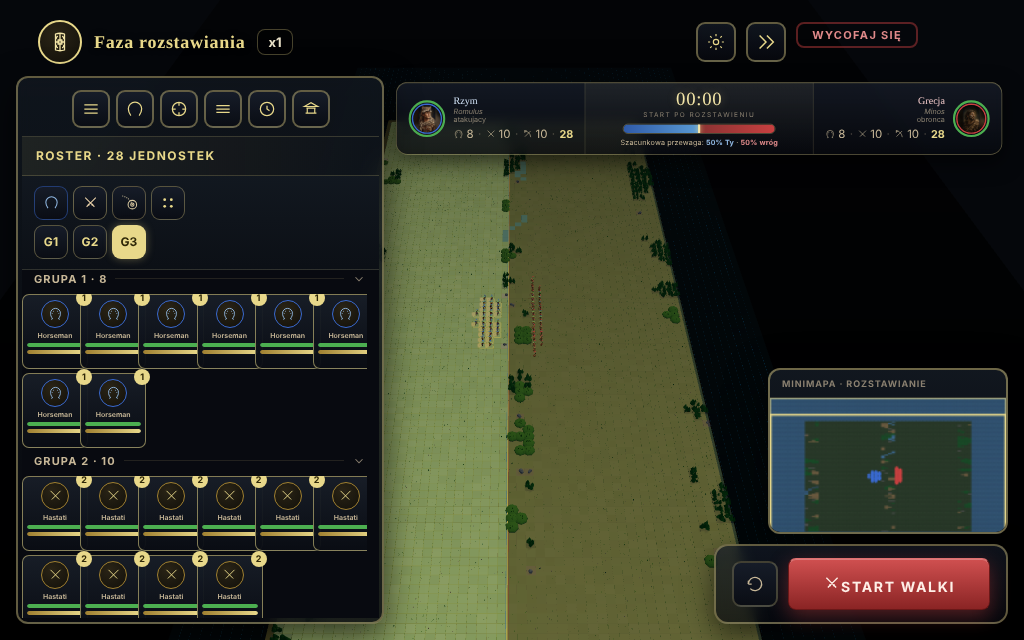 Faza rozstawiania
x1
WYCOFAJ SIĘ
Rzym
Romulus
atakujący
8 · 10 · 10 · 28
00:00
START PO ROZSTAWIENIU
Szacunkowa przewaga: 50% Ty · 50% wróg
Grecja
Minos
obrońca
8 · 10 · 10 · 28
ROSTER · 28 JEDNOSTEK
G1 G2 G3
GRUPA 1 · 8
1 1 1 1 1
Horseman Horseman Horseman Horseman Horseman Horseman
1 1
Horseman Horseman
GRUPA 2 · 10
2 2 2 2 2
Hastati Hastati Hastati Hastati Hastati Hastati
2 2 2 2
Hastati Hastati Hastati Hastati
MINIMAPA · ROZSTAWIANIE
START WALKI